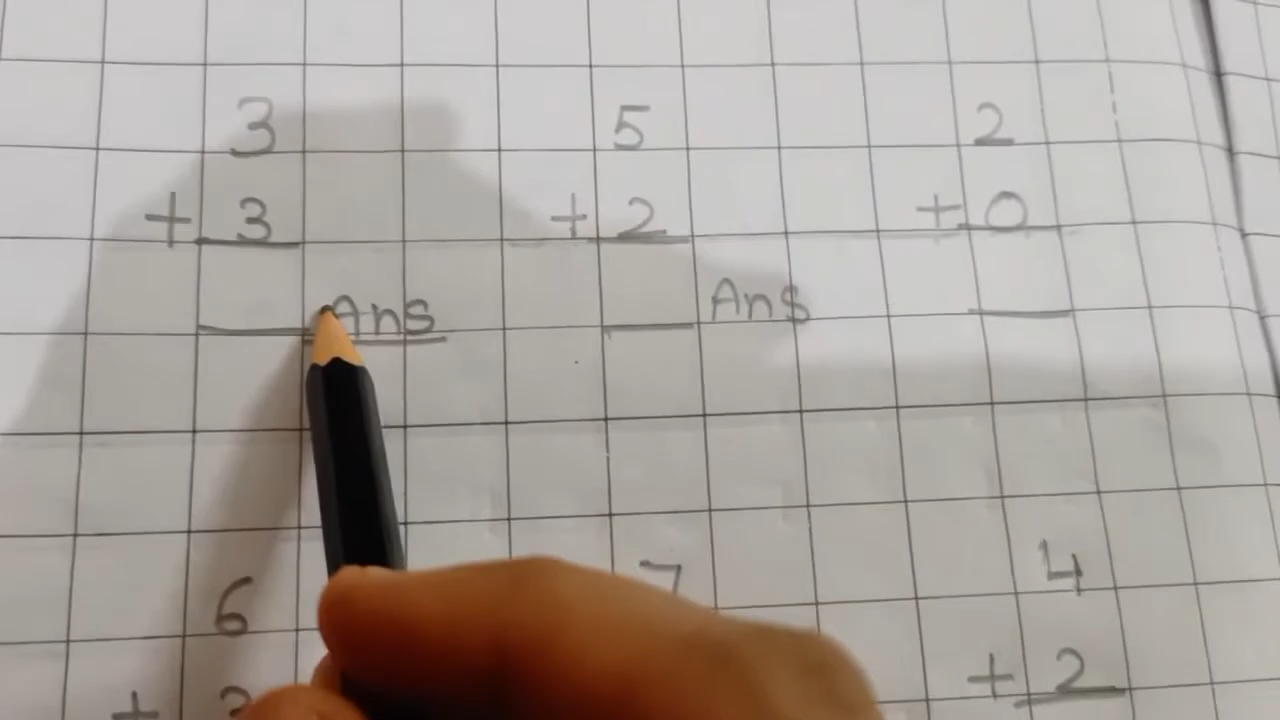 3 5 2
+ 3 + 2 + 0
Ans Ans
6 7 4
+ + 2